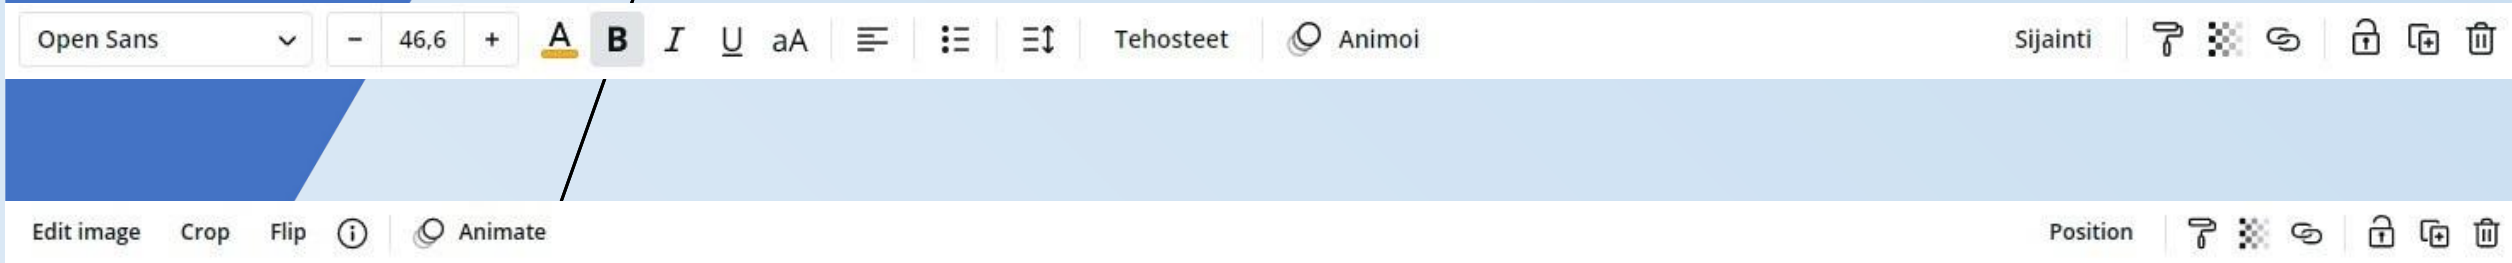 Open Sans − 46,6 + A B I U aA Tehosteet Animoi Sijainti
Edit image Crop Flip i Animate Position